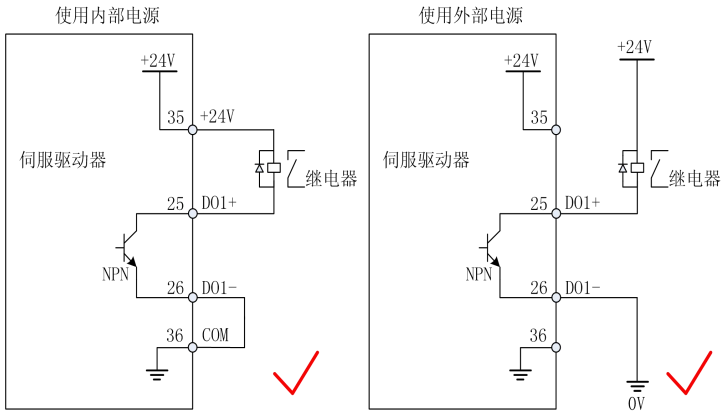 使用内部电源
+24V
35
+24V
伺服驱动器
继电器
25
DO1+
NPN
26
DO1-
36
COM
使用外部电源
+24V
+24V
35
伺服驱动器
继电器
25
DO1+
NPN
26
DO1-
36
0V